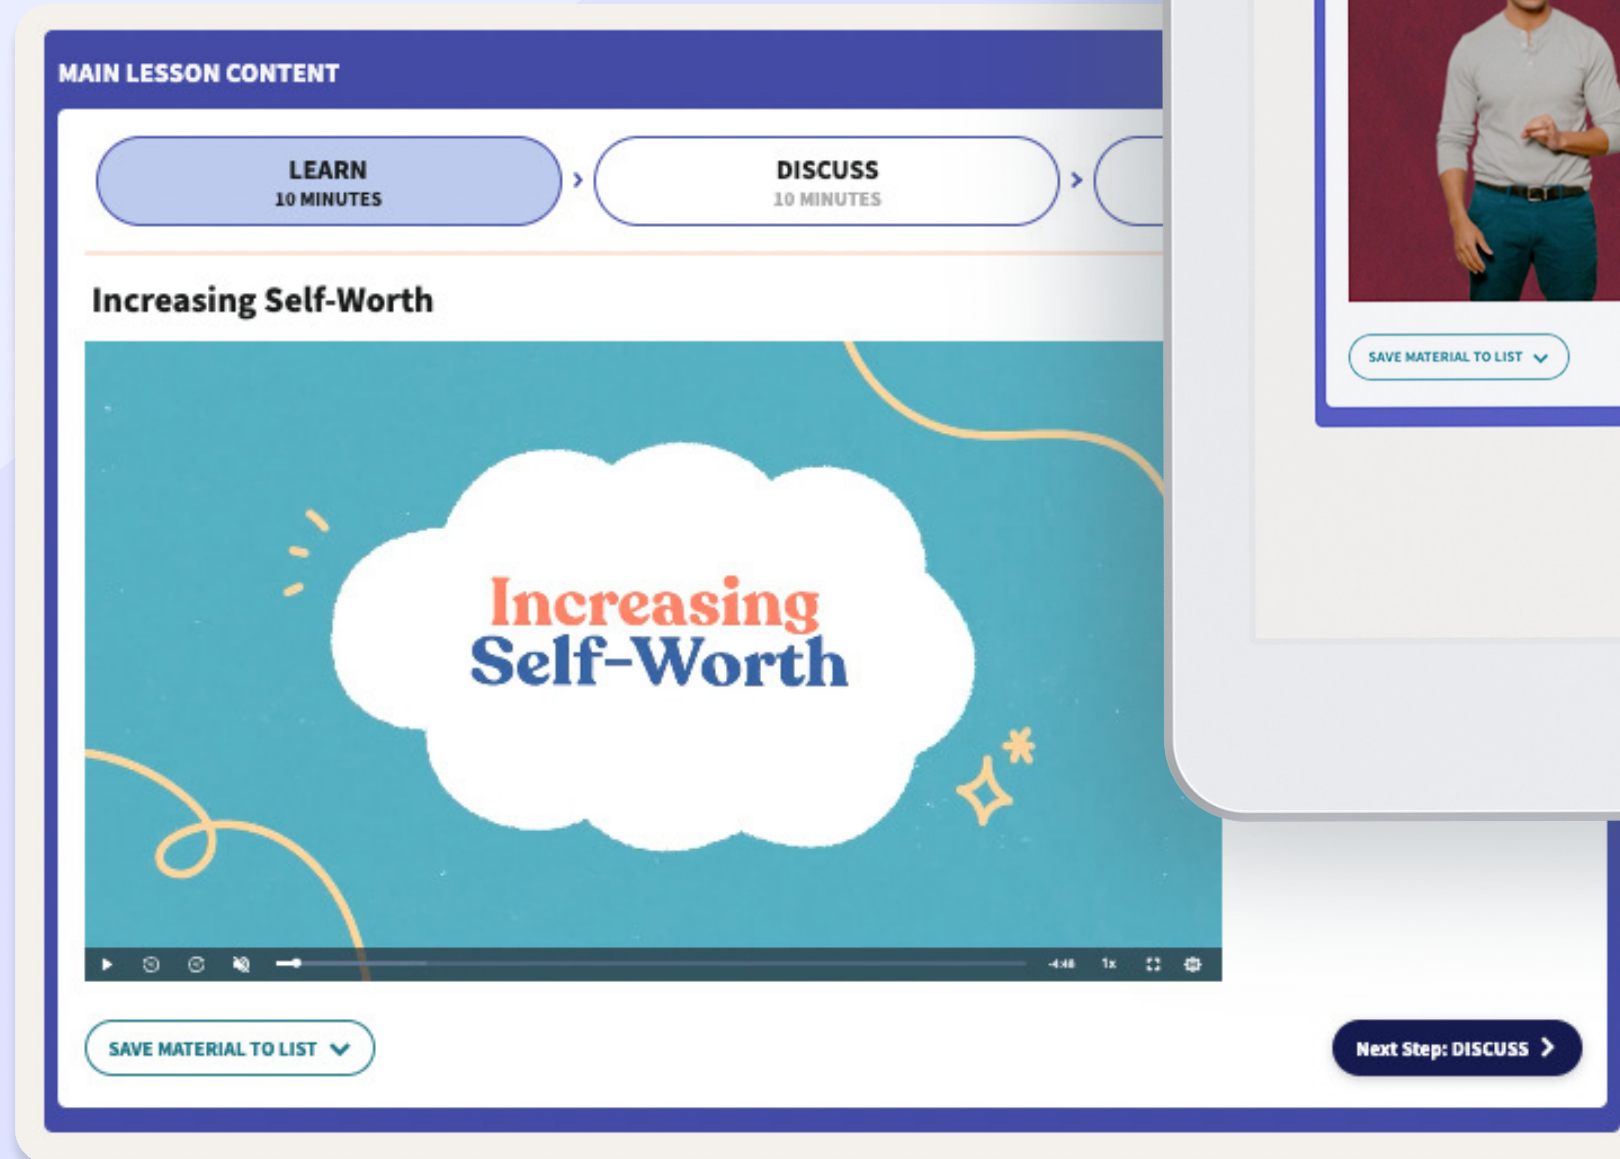 MAIN LESSON CONTENT
LEARN
10 MINUTES
DISCUSS
10 MINUTES
Increasing Self-Worth
Increasing
Self-Worth
-4:48
1x
SAVE MATERIAL TO LIST
Next Step: DISCUSS
SAVE MATERIAL TO LIST